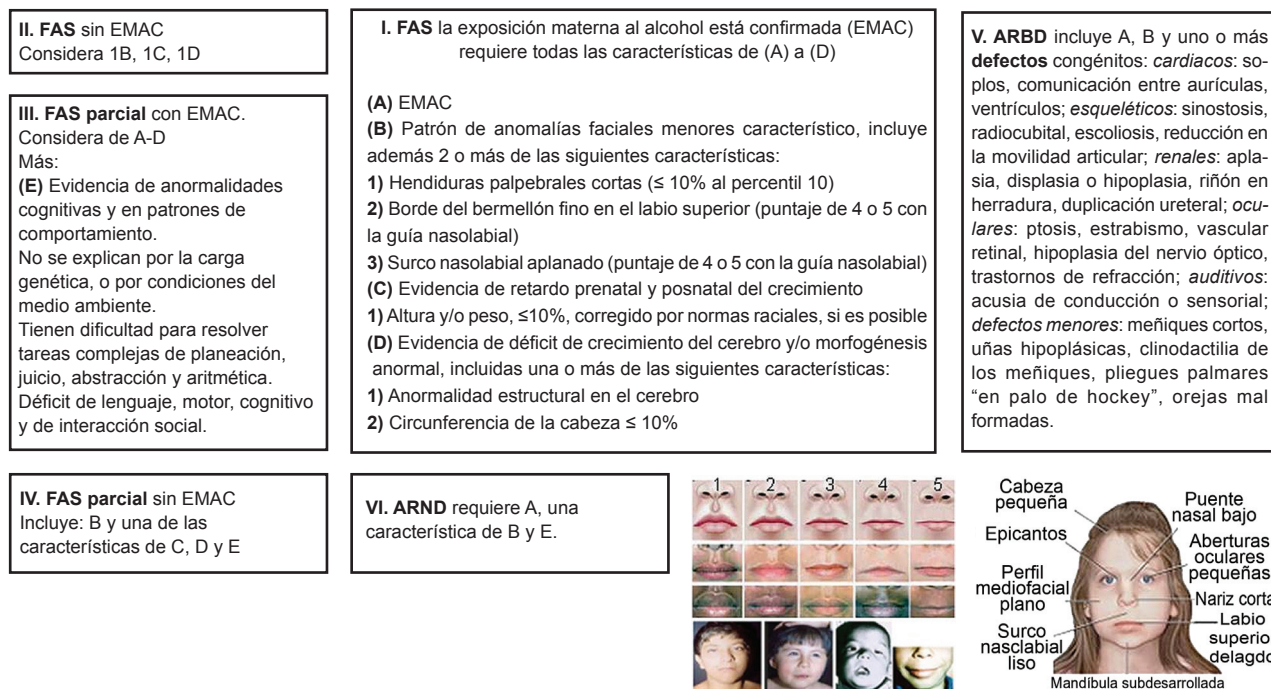 II. FAS sin EMAC
Considera 1B, 1C, 1D
III. FAS parcial con EMAC.
Considera de A-D
Más:
(E) Evidencia de anormalidades
cognitivas y en patrones de
comportamiento.
No se explican por la carga
genética, o por condiciones del
medio ambiente.
Tienen dificultad para resolver
tareas complejas de planeación,
juicio, abstracción y aritmética.
Déficit de lenguaje, motor, cognitivo
y de interacción social.
IV. FAS parcial sin EMAC
Incluye: B y una de las
características de C, D y E
I. FAS la exposición materna al alcohol está confirmada (EMAC)
requiere todas las características de (A) a (D)
(A) EMAC
(B) Patrón de anomalías faciales menores característico, incluye
además 2 o más de las siguientes características:
1) Hendiduras palpebrales cortas (≤ 10% al percentil 10)
2) Borde del bermellón fino en el labio superior (puntaje de 4 o 5 con
la guía nasolabial)
3) Surco nasolabial aplanado (puntaje de 4 o 5 con la guía nasolabial)
(C) Evidencia de retardo prenatal y posnatal del crecimiento
1) Altura y/o peso, ≤10%, corregido por normas raciales, si es posible
(D) Evidencia de déficit de crecimiento del cerebro y/o morfogénesis
anormal, incluidas una o más de las siguientes características:
1) Anormalidad estructural en el cerebro
2) Circunferencia de la cabeza ≤ 10%
VI. ARND requiere A, una
característica de B y E.
V. ARBD incluye A, B y uno o más
defectos congénitos: cardiacos: so-
plos, comunicación entre aurículas,
ventrículos; esqueléticos: sinostosis,
radiocubital, escoliosis, reducción en
la movilidad articular; renales: apla-
sia, displasia o hipoplasia, riñón en
herradura, duplicación ureteral; ocu-
lares: ptosis, estrabismo, vascular
retinal, hipoplasia del nervio óptico,
trastornos de refracción; auditivos:
acusia de conducción o sensorial;
defectos menores: meñiques cortos,
uñas hipoplásicas, clinodactilia de
los meñiques, pliegues palmares
"en palo de hockey", orejas mal
formadas.
1 2 3 4 5
Cabeza
pequeña
Epicantos
Perfil
mediofacial
plano
Surco
nasclabial
liso
Puente
nasal bajo
Aberturas
oculares
pequeñas
Nariz corta
Labio
superio
delagdo
Mandíbula subdesarrollada